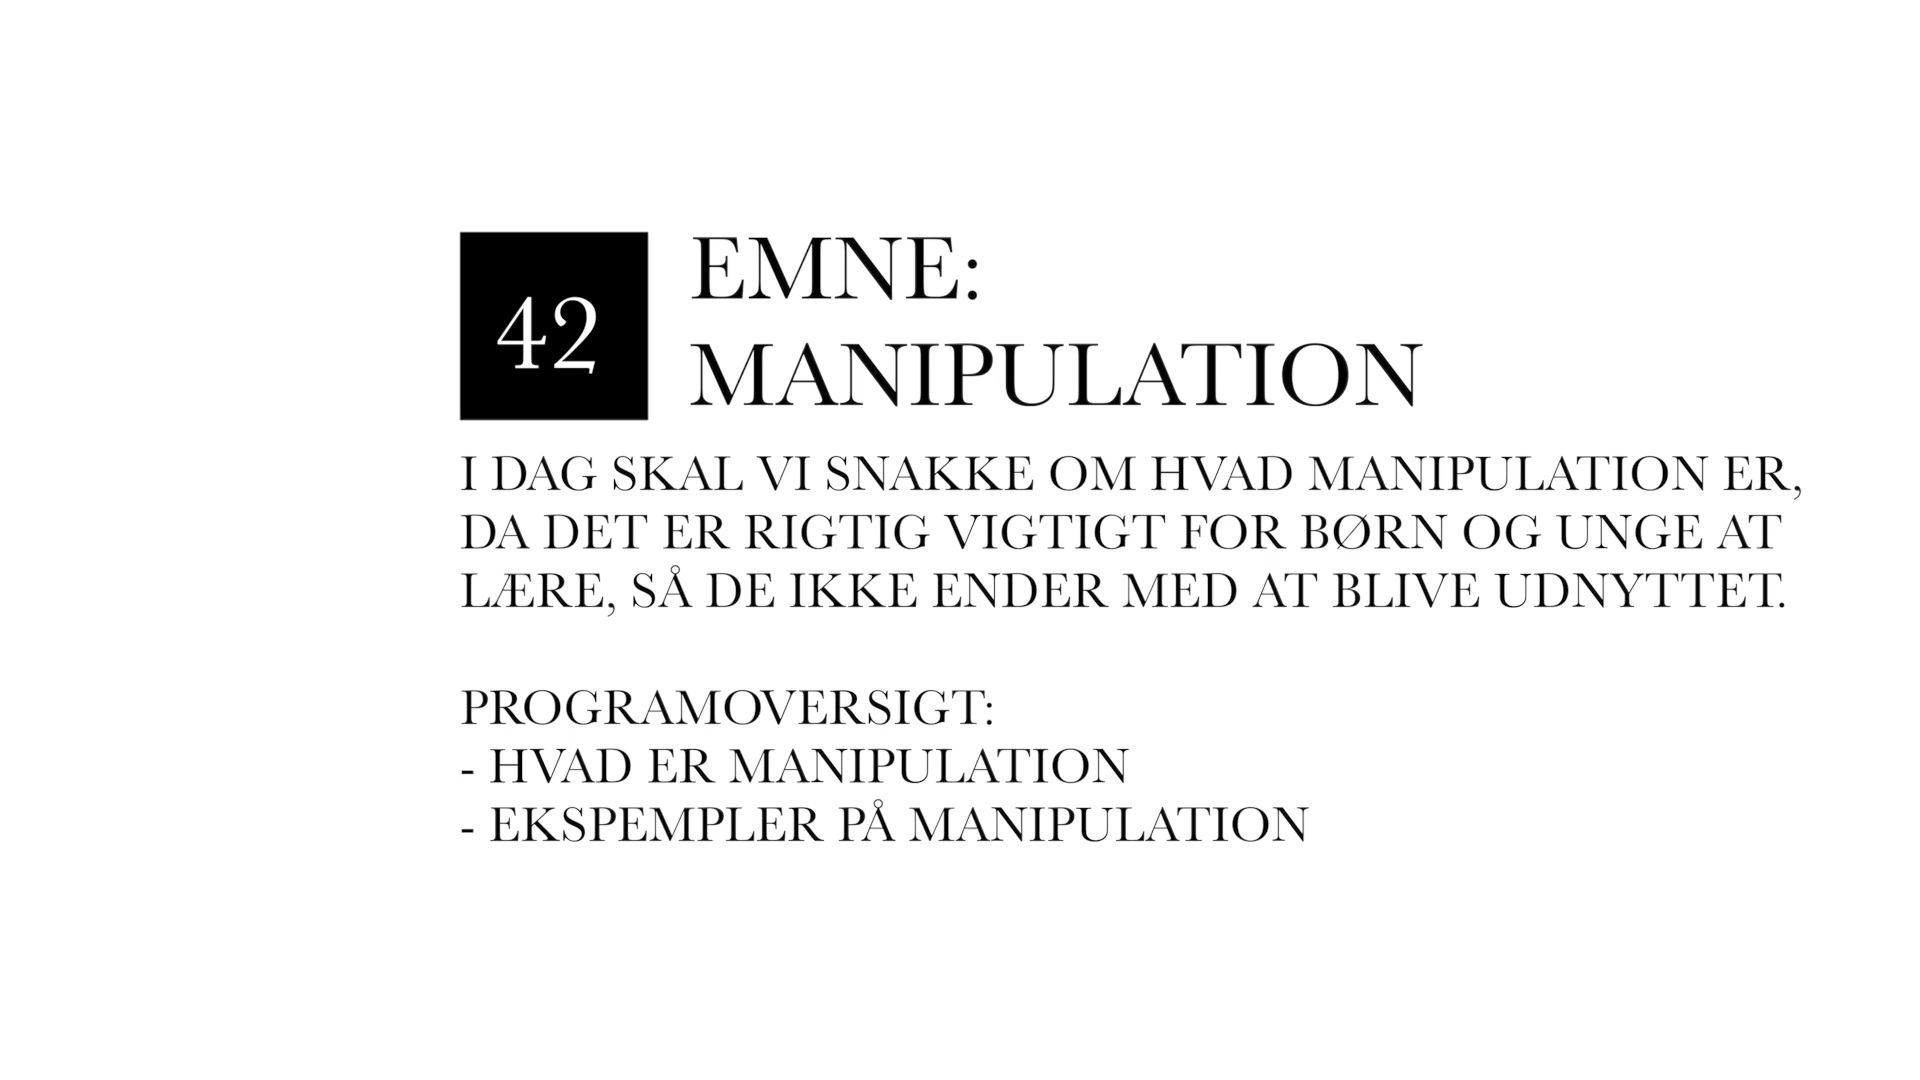 42
EMNE:
MANIPULATION
I DAG SKAL VI SNAKKE OM HVAD MANIPULATION ER,
DA DET ER RIGTIG VIGTIGT FOR BØRN OG UNGE AT
LÆRE, SÅ DE IKKE ENDER MED AT BLIVE UDNYTTET.
PROGRAMOVERSIGT:
- HVAD ER MANIPULATION
- EKSPEMPLER PÅ MANIPULATION